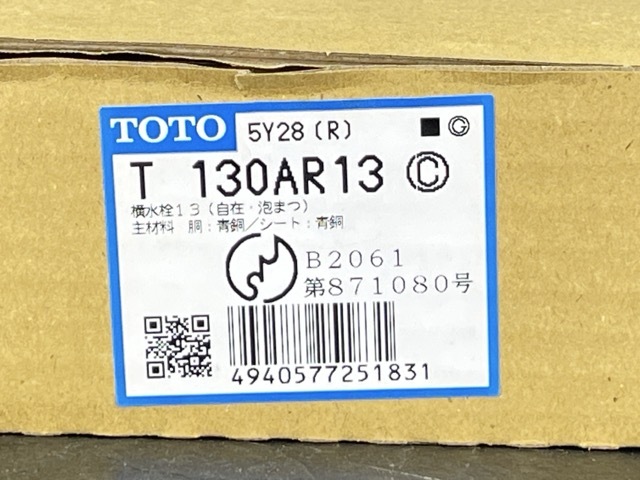 TOTO 5Y28(R) ■ Ⓖ
T 130AR13 Ⓒ
横水栓13(自在・泡まつ)
主材料 胴:青銅/シート:青銅
B2061
第871080号
4940577251831